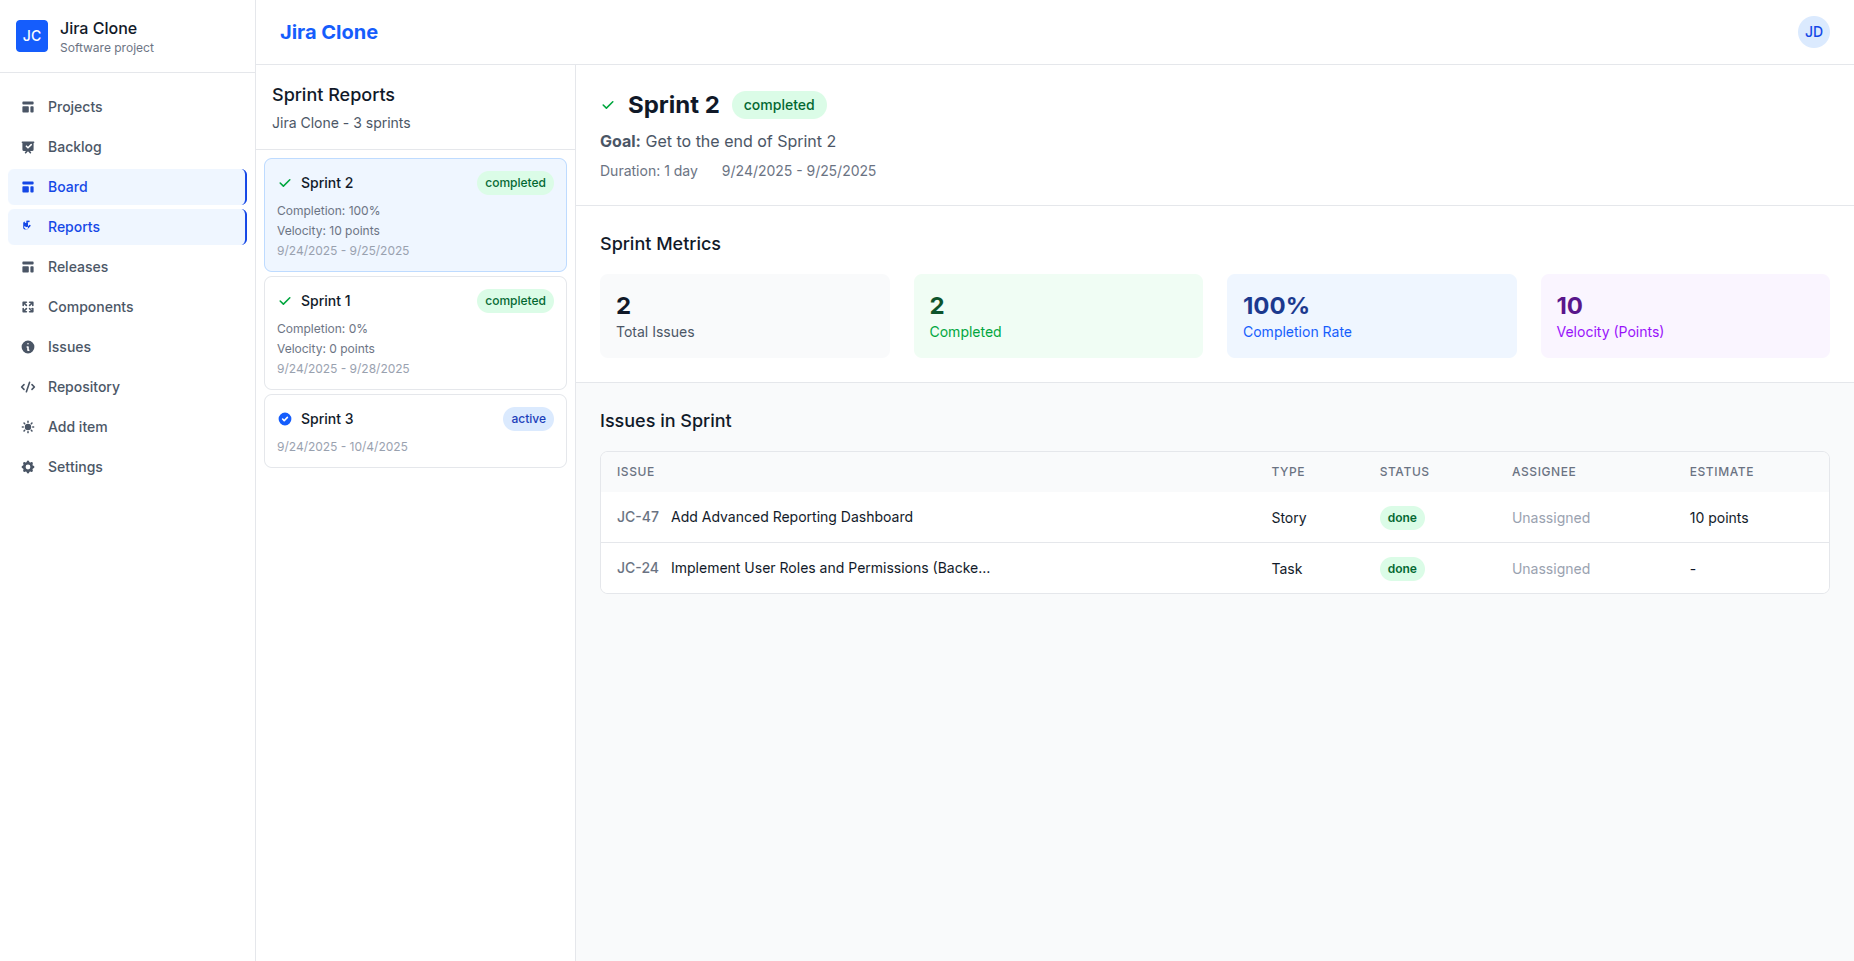 JC
Jira Clone
Software project
Projects
Backlog
Board
Reports
Releases
Components
Issues
Repository
Add item
Settings
Jira Clone
JD
Sprint Reports
Jira Clone - 3 sprints
Sprint 2 completed
Completion: 100%
Velocity: 10 points
9/24/2025 - 9/25/2025
Sprint 1 completed
Completion: 0%
Velocity: 0 points
9/24/2025 - 9/28/2025
Sprint 3 active
9/24/2025 - 10/4/2025
Sprint 2 completed
Goal: Get to the end of Sprint 2
Duration: 1 day 9/24/2025 - 9/25/2025
Sprint Metrics
2
Total Issues
2
Completed
100%
Completion Rate
10
Velocity (Points)
Issues in Sprint
ISSUE TYPE STATUS ASSIGNEE ESTIMATE
JC-47 Add Advanced Reporting Dashboard Story done Unassigned 10 points
JC-24 Implement User Roles and Permissions (Backe... Task done Unassigned -